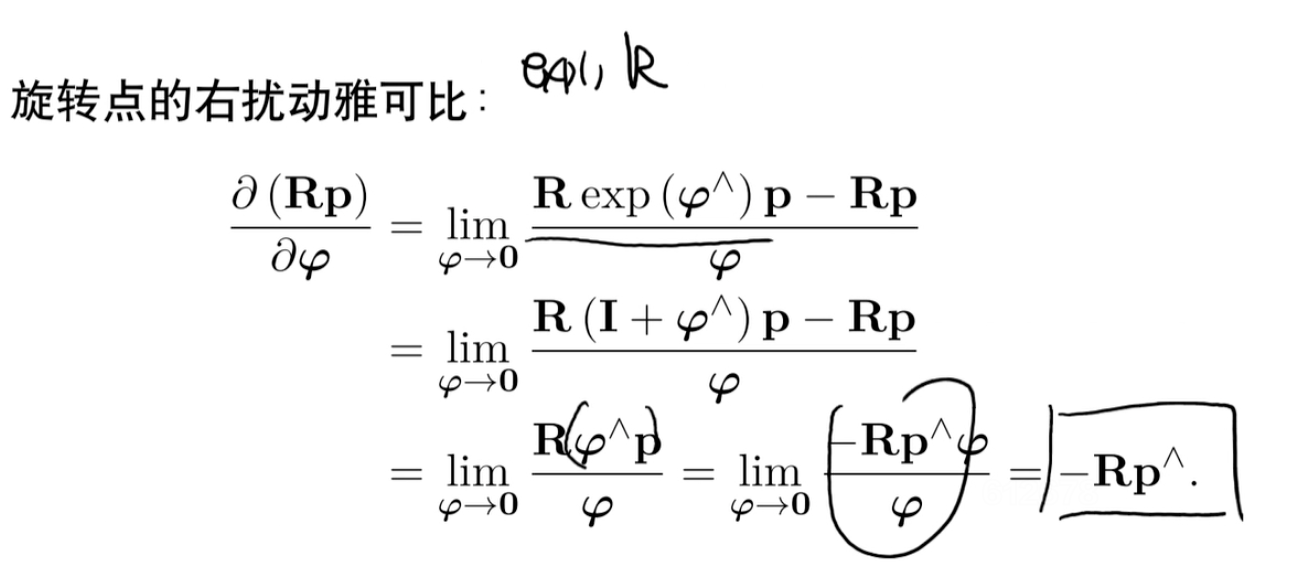 旋转点的右扰动雅可比：
∂(Rp)/∂φ = lim_{φ→0} (R exp(φ^∧) p − Rp)/φ
= lim_{φ→0} (R(I + φ^∧) p − Rp)/φ
= lim_{φ→0} R(φ^∧p)/φ = lim_{φ→0} −Rp^∧φ/φ = −Rp^∧.